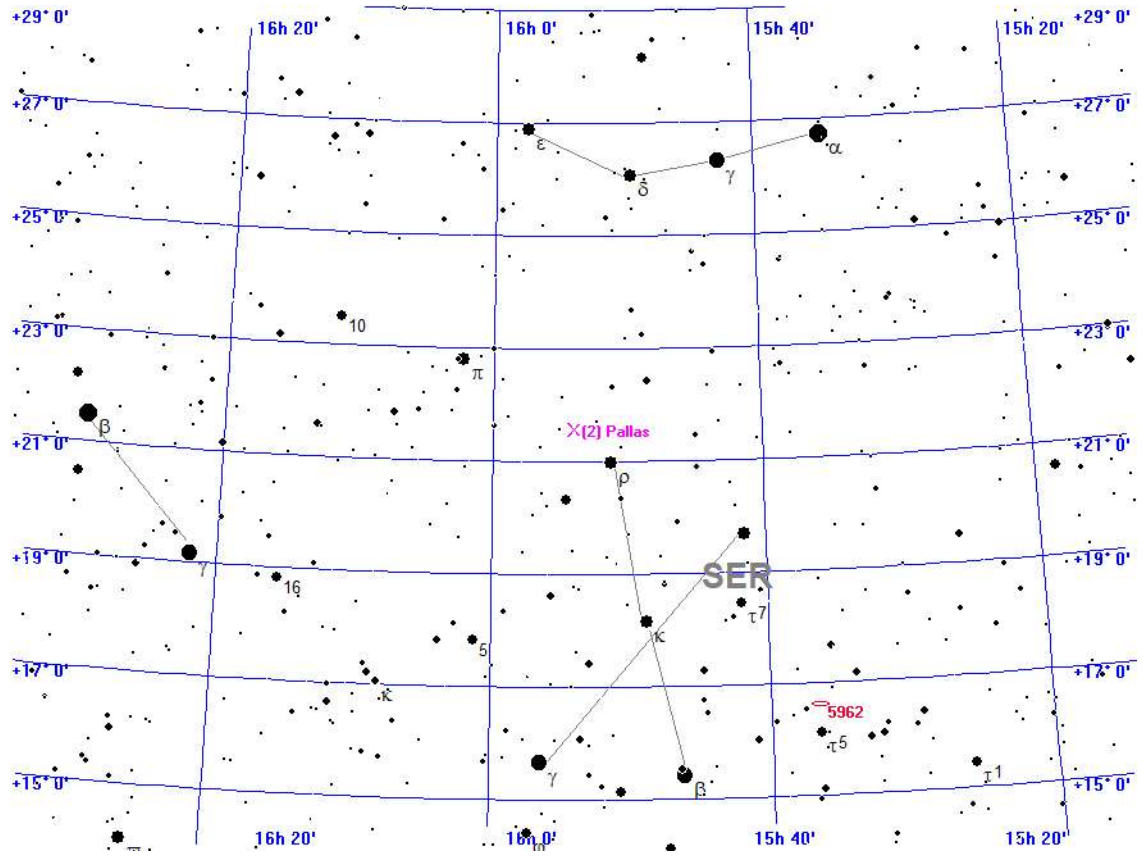 +29° 0'
16h 20'
16h 0'
15h 40'
15h 20'
+29° 0'
+27° 0'
+27° 0'
ε
δ
γ
α
+25° 0'
+25° 0'
+23° 0'
10
π
+23° 0'
β
X(2) Pallas
+21° 0'
+21° 0'
ρ
+19° 0'
γ
16
SER
+19° 0'
τ7
5
κ
+17° 0'
κ
+17° 0'
5962
τ5
γ
β
τ1
+15° 0'
+15° 0'
16h 20'
16h 0'
15h 40'
15h 20'